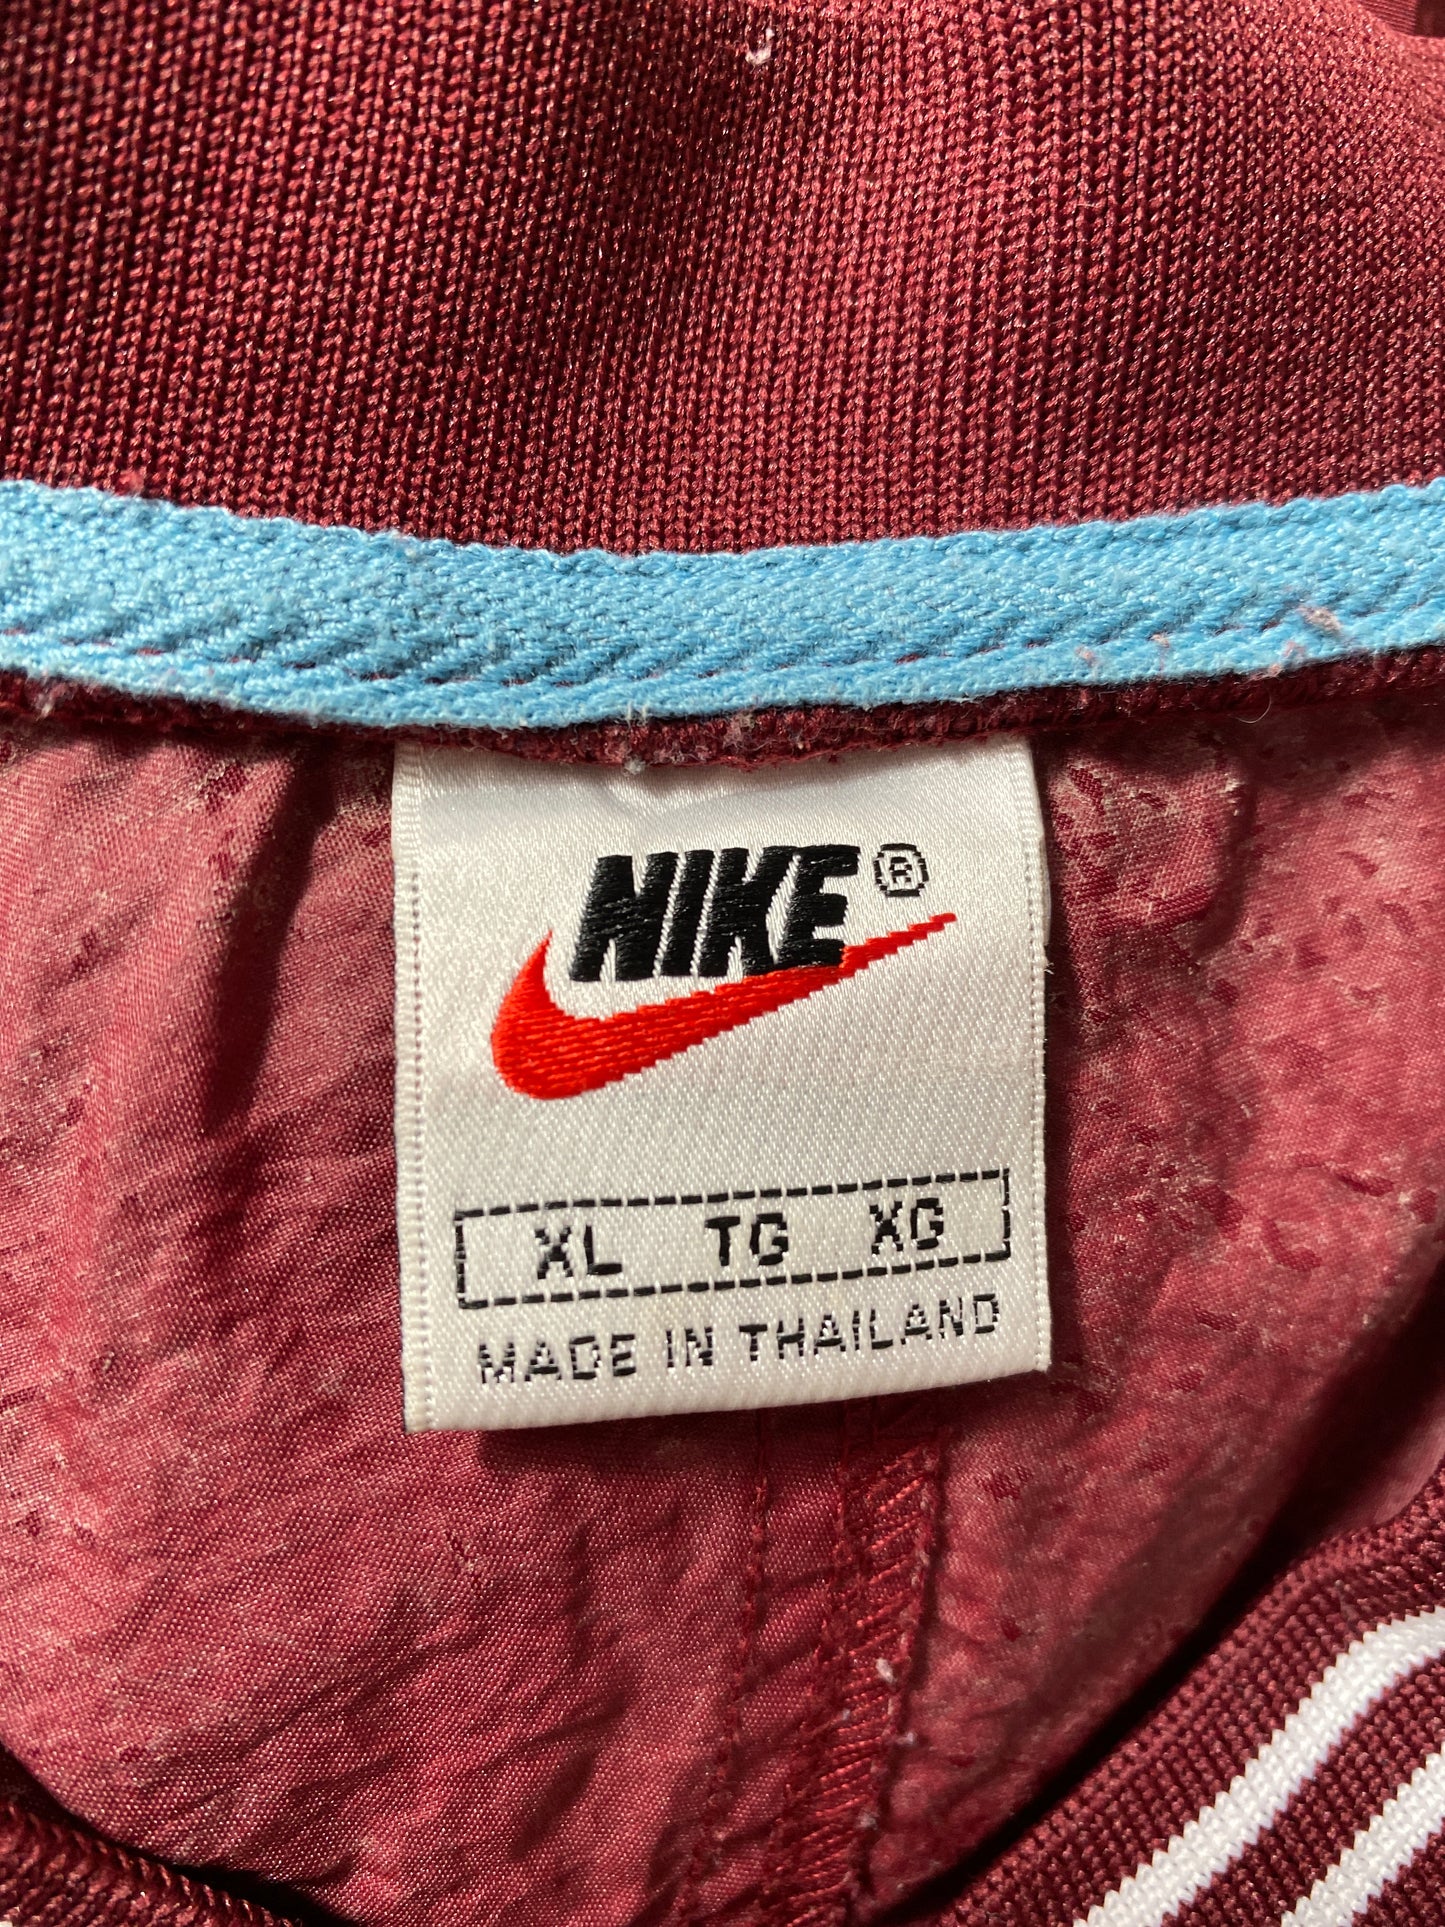 NIKE ®
XL TG XG
MADE IN THAILAND